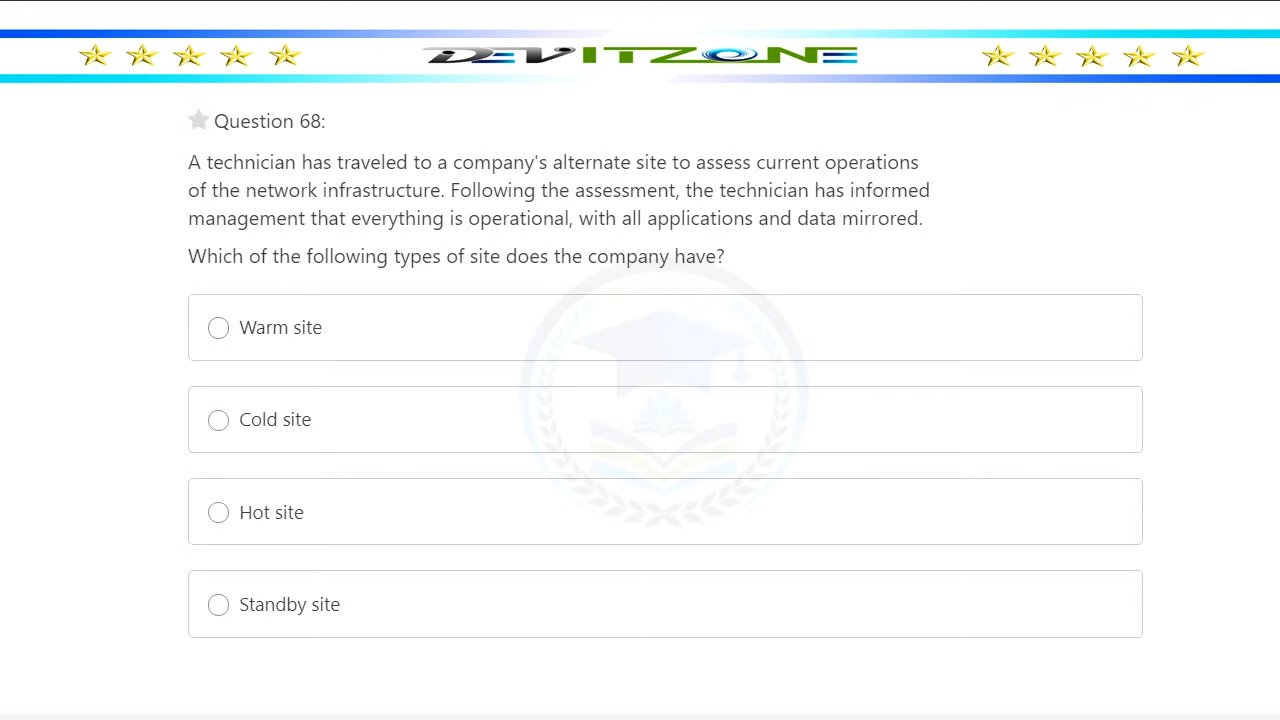 DEVITZONE
Question 68:
A technician has traveled to a company's alternate site to assess current operations
of the network infrastructure. Following the assessment, the technician has informed
management that everything is operational, with all applications and data mirrored.
Which of the following types of site does the company have?
Warm site
Cold site
Hot site
Standby site